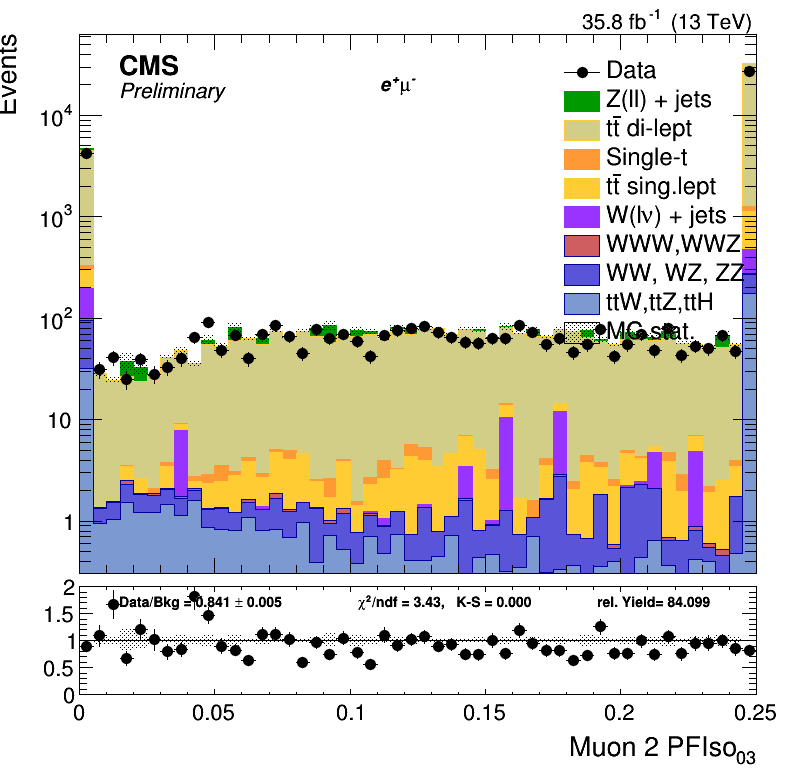 35.8 fb⁻¹ (13 TeV)
Events
CMS
Preliminary
e⁺μ⁻
Data
Z(ll) + jets
tt̄ di-lept
Single-t
tt̄ sing.lept
W(lν) + jets
WWW,WWZ
WW, WZ, ZZ
ttW,ttZ,ttH
MC stat.
10⁴
10³
10²
10
1
Data/Bkg = 0.841 ± 0.005
χ²/ndf = 3.43, K-S = 0.000
rel. Yield= 84.099
2
1.5
1
0.5
0
0 0.05 0.1 0.15 0.2 0.25
Muon 2 PFIso₀₃